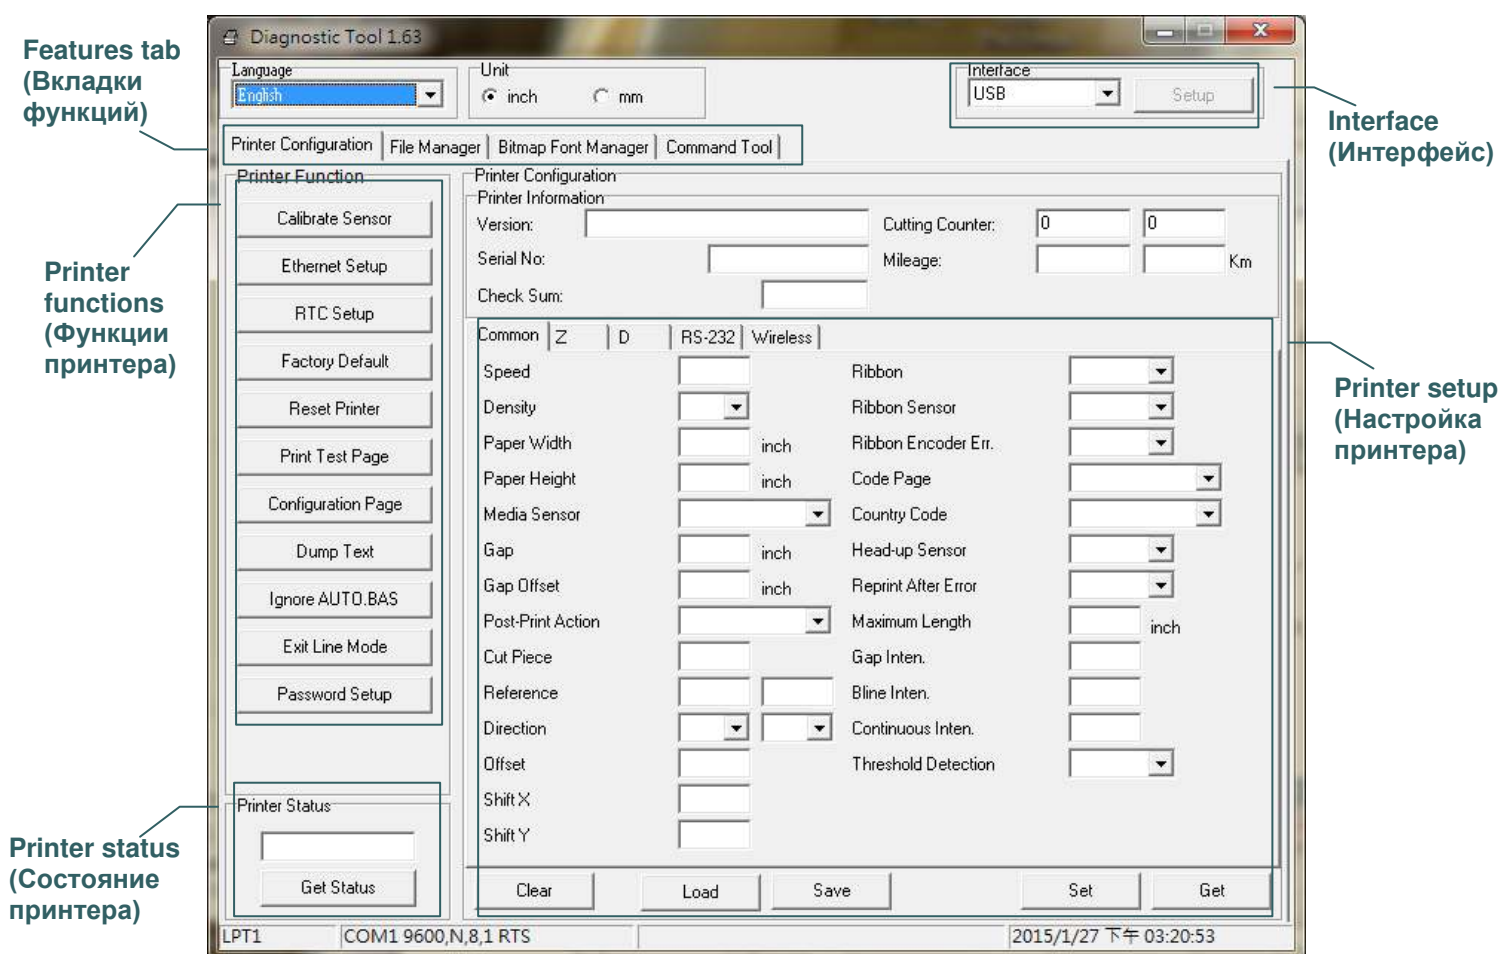 Features tab
(Вкладки
функций)
Printer
functions
(Функции
принтера)
Printer status
(Состояние
принтера)
Interface
(Интерфейс)
Printer setup
(Настройка
принтера)
Diagnostic Tool 1.63
Language
English
Unit
inch
mm
Interface
USB
Setup
Printer Configuration
File Manager
Bitmap Font Manager
Command Tool
Printer Function
Calibrate Sensor
Ethernet Setup
RTC Setup
Factory Default
Reset Printer
Print Test Page
Configuration Page
Dump Text
Ignore AUTO.BAS
Exit Line Mode
Password Setup
Printer Status
Get Status
Printer Configuration
Printer Information
Version:
Cutting Counter: 0 0
Serial No:
Mileage: Km
Check Sum:
Common Z D RS-232 Wireless
Speed
Density
Paper Width inch
Paper Height inch
Media Sensor
Gap inch
Gap Offset inch
Post-Print Action
Cut Piece
Reference
Direction
Offset
Shift X
Shift Y
Ribbon
Ribbon Sensor
Ribbon Encoder Err.
Code Page
Country Code
Head-up Sensor
Reprint After Error
Maximum Length inch
Gap Inten.
Bline Inten.
Continuous Inten.
Threshold Detection
Clear Load Save Set Get
LPT1 COM1 9600,N,8,1 RTS 2015/1/27 下午 03:20:53